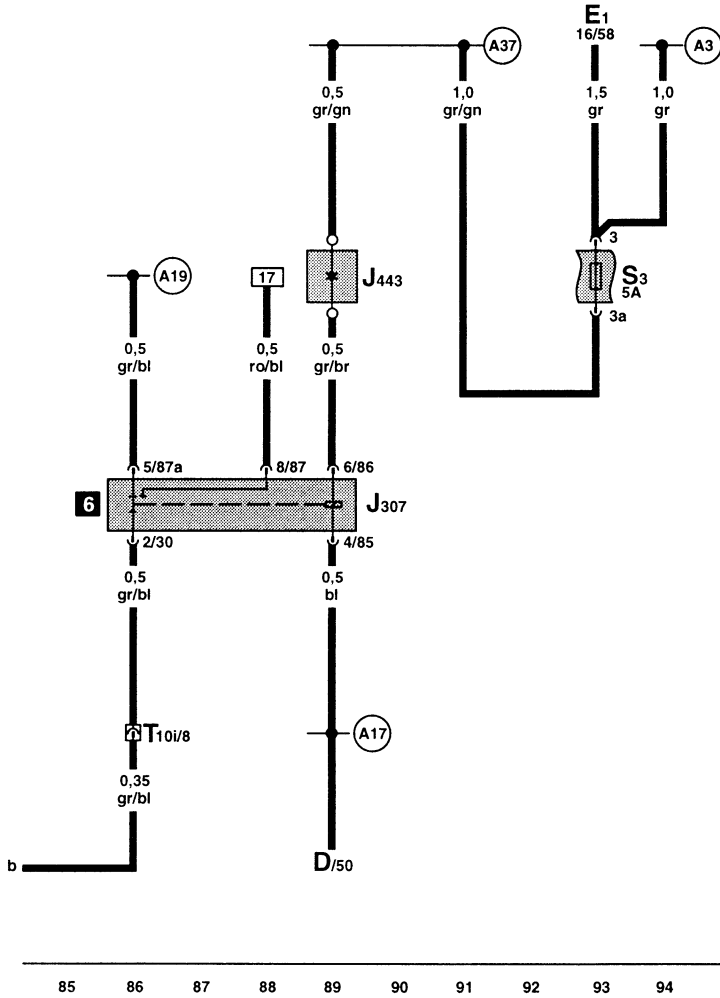 E1
16/58
A37
A3
0,5
gr/gn
1,0
gr/gn
1,5
gr
1,0
gr
3
A19
17
J443
S3
5A
3a
0,5
gr/bl
0,5
ro/bl
0,5
gr/br
5/87a
8/87
6/86
6
J307
2/30
4/85
0,5
gr/bl
0,5
bl
T10i/8
A17
0,35
gr/bl
b
D/50
85 86 87 88 89 90 91 92 93 94